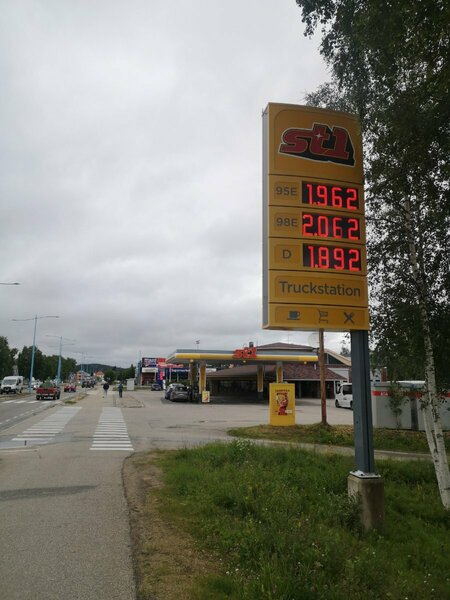 st1
95E 1.962
98E 2.062
D 1.892
Truckstation
st1